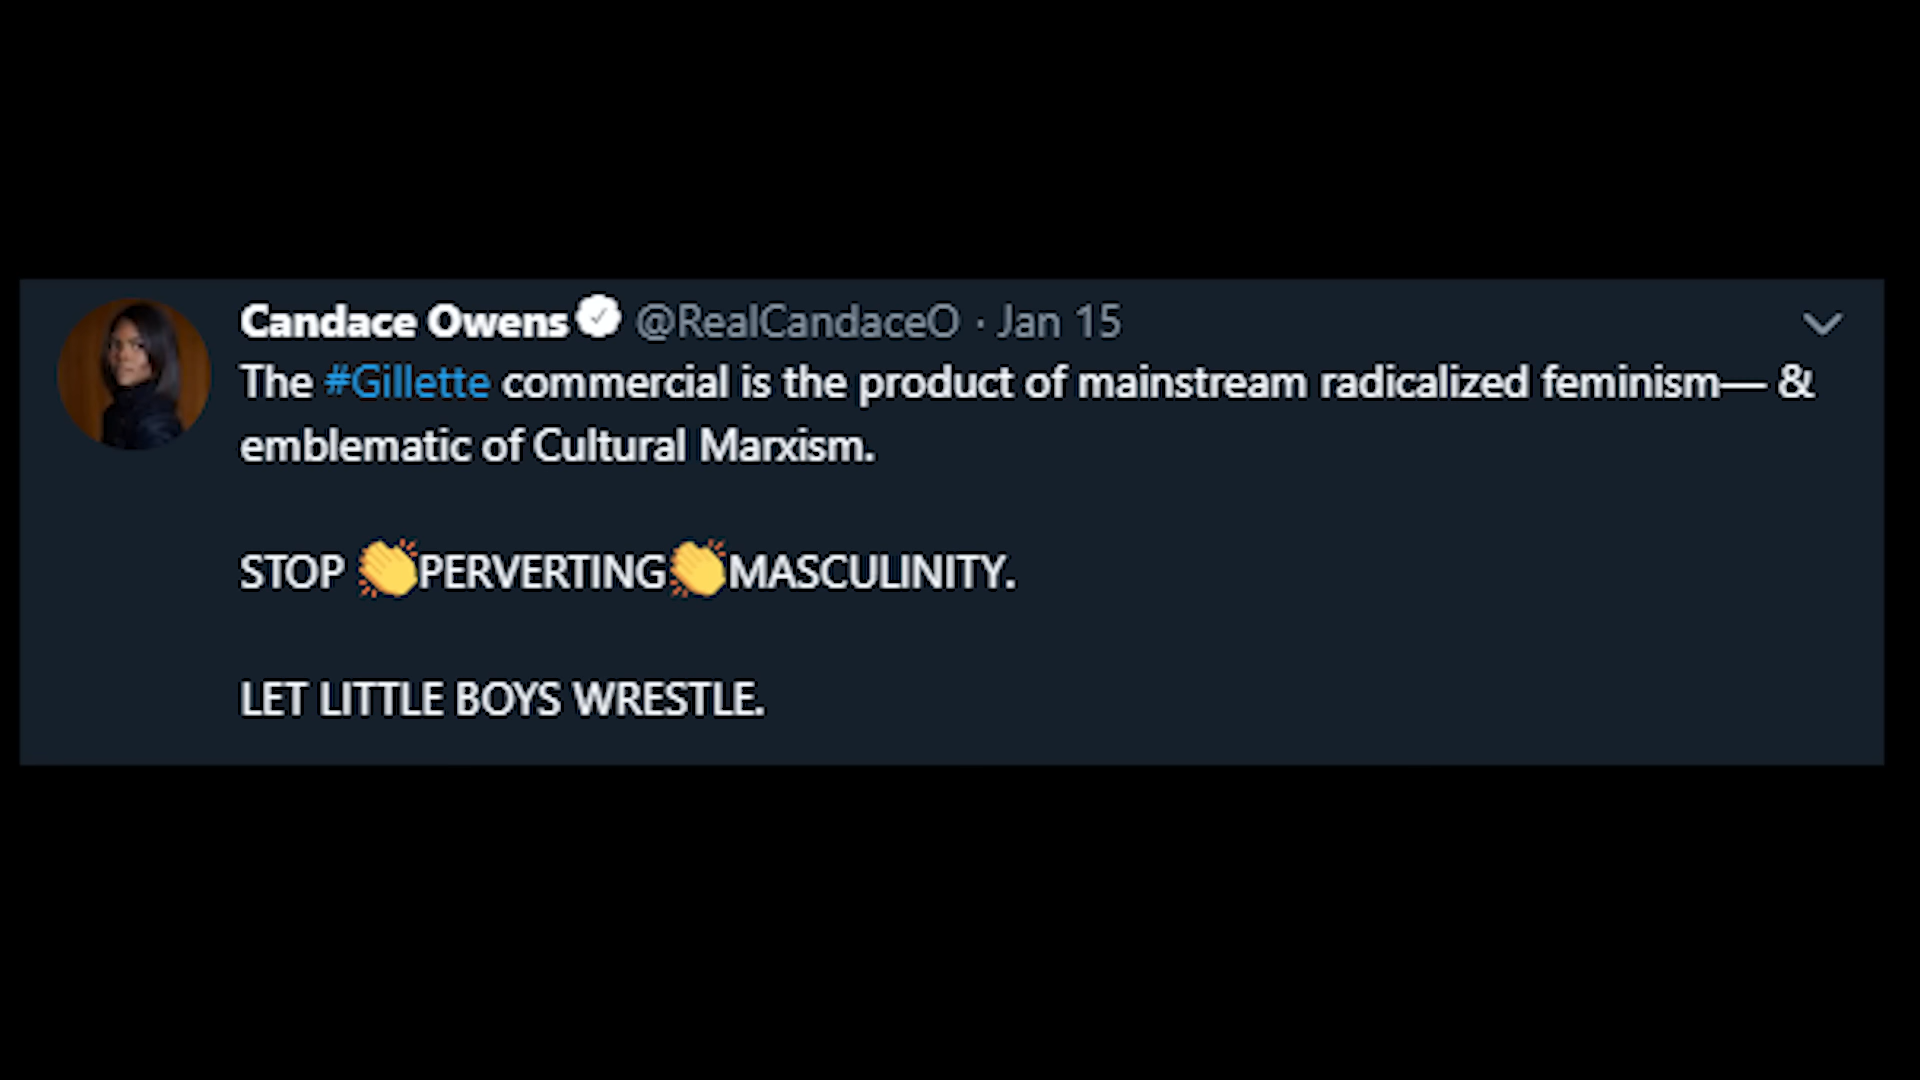 Candace Owens @RealCandaceO · Jan 15
The #Gillette commercial is the product of mainstream radicalized feminism— &
emblematic of Cultural Marxism.
STOP 👏PERVERTING👏MASCULINITY.
LET LITTLE BOYS WRESTLE.